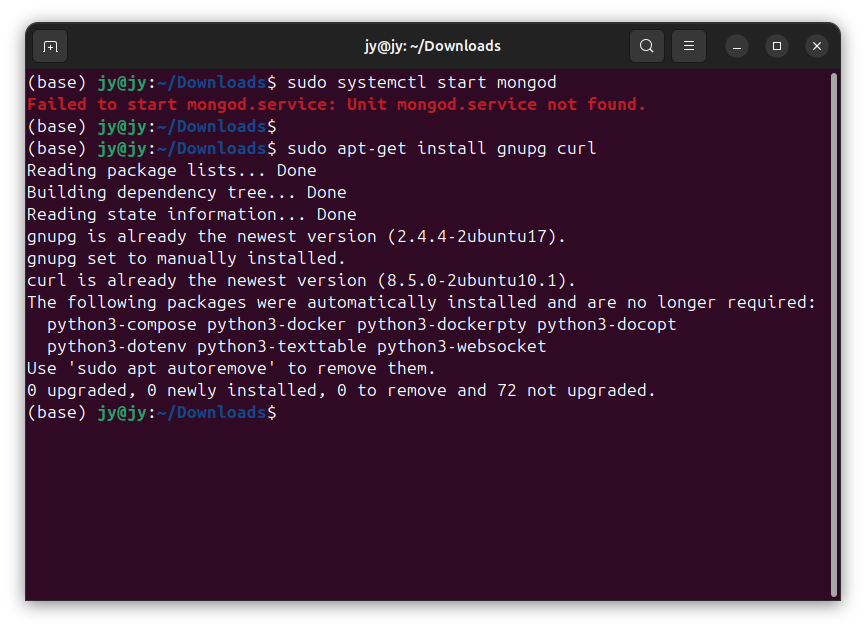 jy@jy: ~/Downloads
(base) jy@jy:~/Downloads$ sudo systemctl start mongod
Failed to start mongod.service: Unit mongod.service not found.
(base) jy@jy:~/Downloads$
(base) jy@jy:~/Downloads$ sudo apt-get install gnupg curl
Reading package lists... Done
Building dependency tree... Done
Reading state information... Done
gnupg is already the newest version (2.4.4-2ubuntu17).
gnupg set to manually installed.
curl is already the newest version (8.5.0-2ubuntu10.1).
The following packages were automatically installed and are no longer required:
  python3-compose python3-docker python3-dockerpty python3-docopt
  python3-dotenv python3-texttable python3-websocket
Use 'sudo apt autoremove' to remove them.
0 upgraded, 0 newly installed, 0 to remove and 72 not upgraded.
(base) jy@jy:~/Downloads$